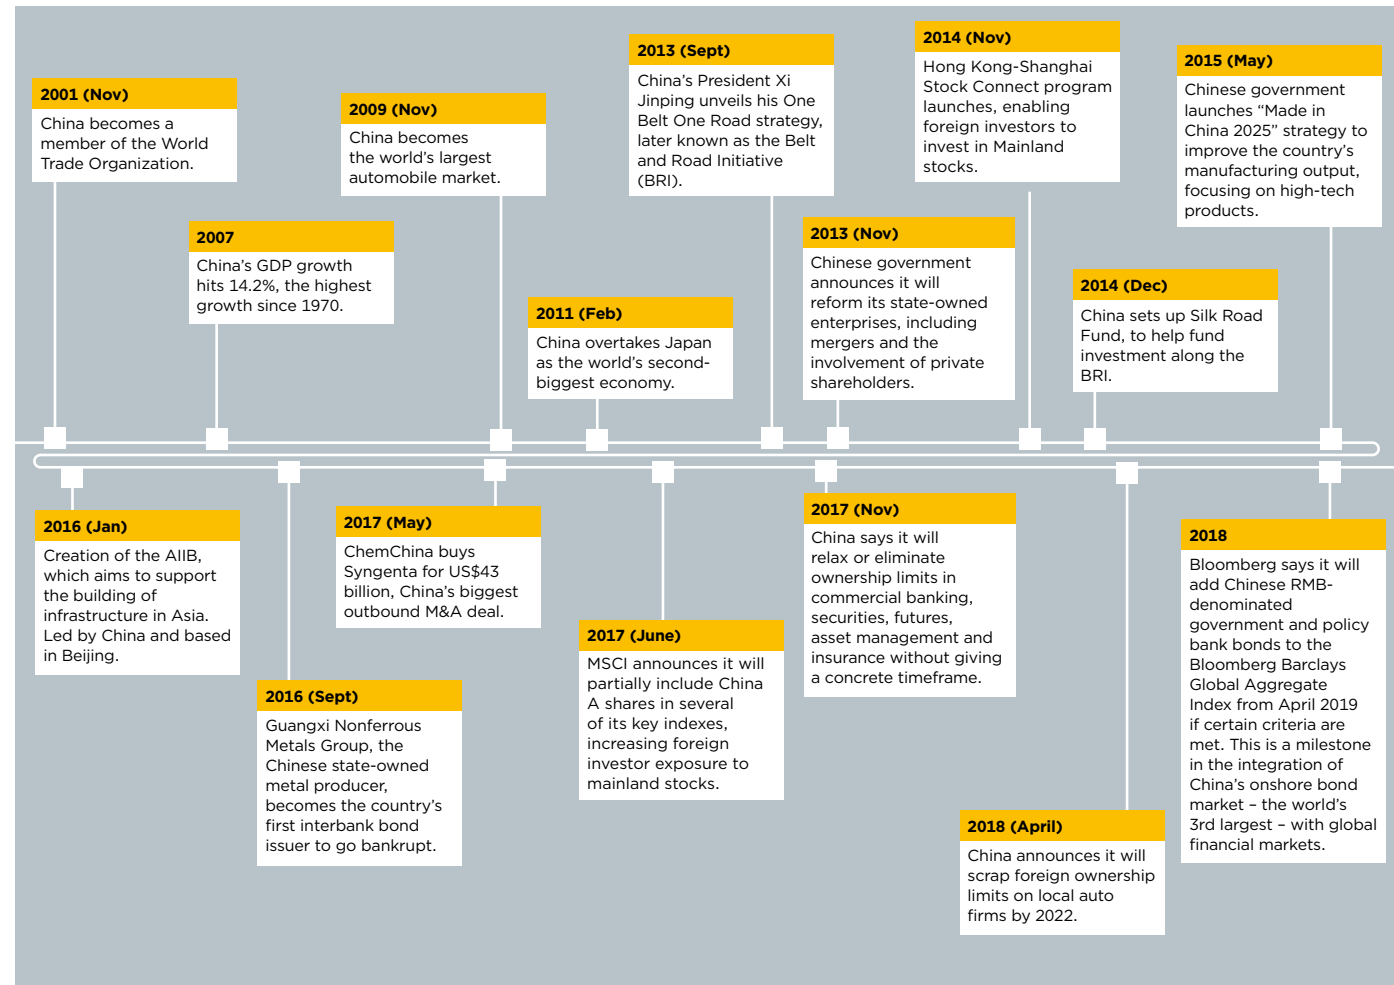 2001 (Nov)
China becomes a
member of the World
Trade Organization.
2007
China’s GDP growth
hits 14.2%, the highest
growth since 1970.
2009 (Nov)
China becomes
the world’s largest
automobile market.
2011 (Feb)
China overtakes Japan
as the world’s second-
biggest economy.
2013 (Sept)
China’s President Xi
Jinping unveils his One
Belt One Road strategy,
later known as the Belt
and Road Initiative
(BRI).
2013 (Nov)
Chinese government
announces it will
reform its state-owned
enterprises, including
mergers and the
involvement of private
shareholders.
2014 (Nov)
Hong Kong-Shanghai
Stock Connect program
launches, enabling
foreign investors to
invest in Mainland
stocks.
2014 (Dec)
China sets up Silk Road
Fund, to help fund
investment along the
BRI.
2015 (May)
Chinese government
launches “Made in
China 2025” strategy to
improve the country’s
manufacturing output,
focusing on high-tech
products.
2016 (Jan)
Creation of the AIIB,
which aims to support
the building of
infrastructure in Asia.
Led by China and based
in Beijing.
2016 (Sept)
Guangxi Nonferrous
Metals Group, the
Chinese state-owned
metal producer,
becomes the country’s
first interbank bond
issuer to go bankrupt.
2017 (May)
ChemChina buys
Syngenta for US$43
billion, China’s biggest
outbound M&A deal.
2017 (June)
MSCI announces it will
partially include China
A shares in several
of its key indexes,
increasing foreign
investor exposure to
mainland stocks.
2017 (Nov)
China says it will
relax or eliminate
ownership limits in
commercial banking,
securities, futures,
asset management and
insurance without giving
a concrete timeframe.
2018 (April)
China announces it will
scrap foreign ownership
limits on local auto
firms by 2022.
2018
Bloomberg says it will
add Chinese RMB-
denominated
government and policy
bank bonds to the
Bloomberg Barclays
Global Aggregate
Index from April 2019
if certain criteria are
met. This is a milestone
in the integration of
China’s onshore bond
market – the world’s
3rd largest – with global
financial markets.